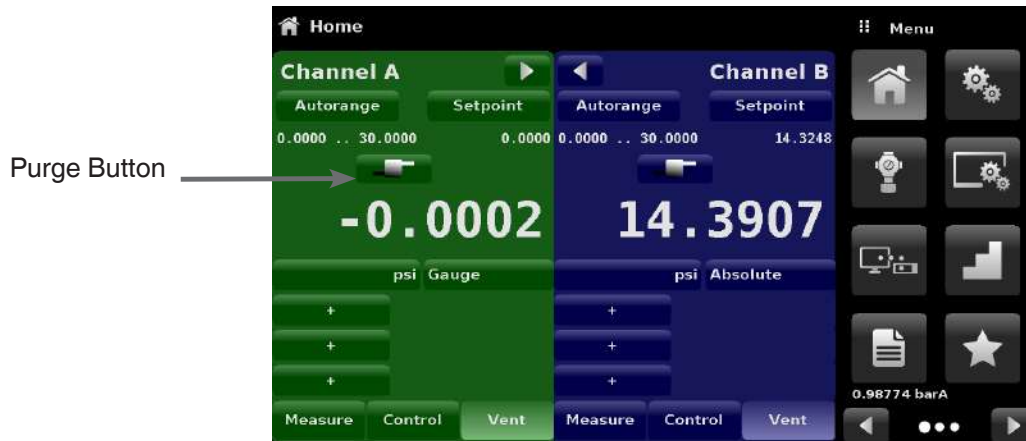 Home
Menu
Channel A
Channel B
Autorange Setpoint
Autorange Setpoint
0.0000 .. 30.0000 0.0000
0.0000 .. 30.0000 14.3248
Purge Button
-0.0002
14.3907
psi Gauge
psi Absolute
+
+
+
+
+
+
0.98774 barA
Measure Control Vent
Measure Control Vent